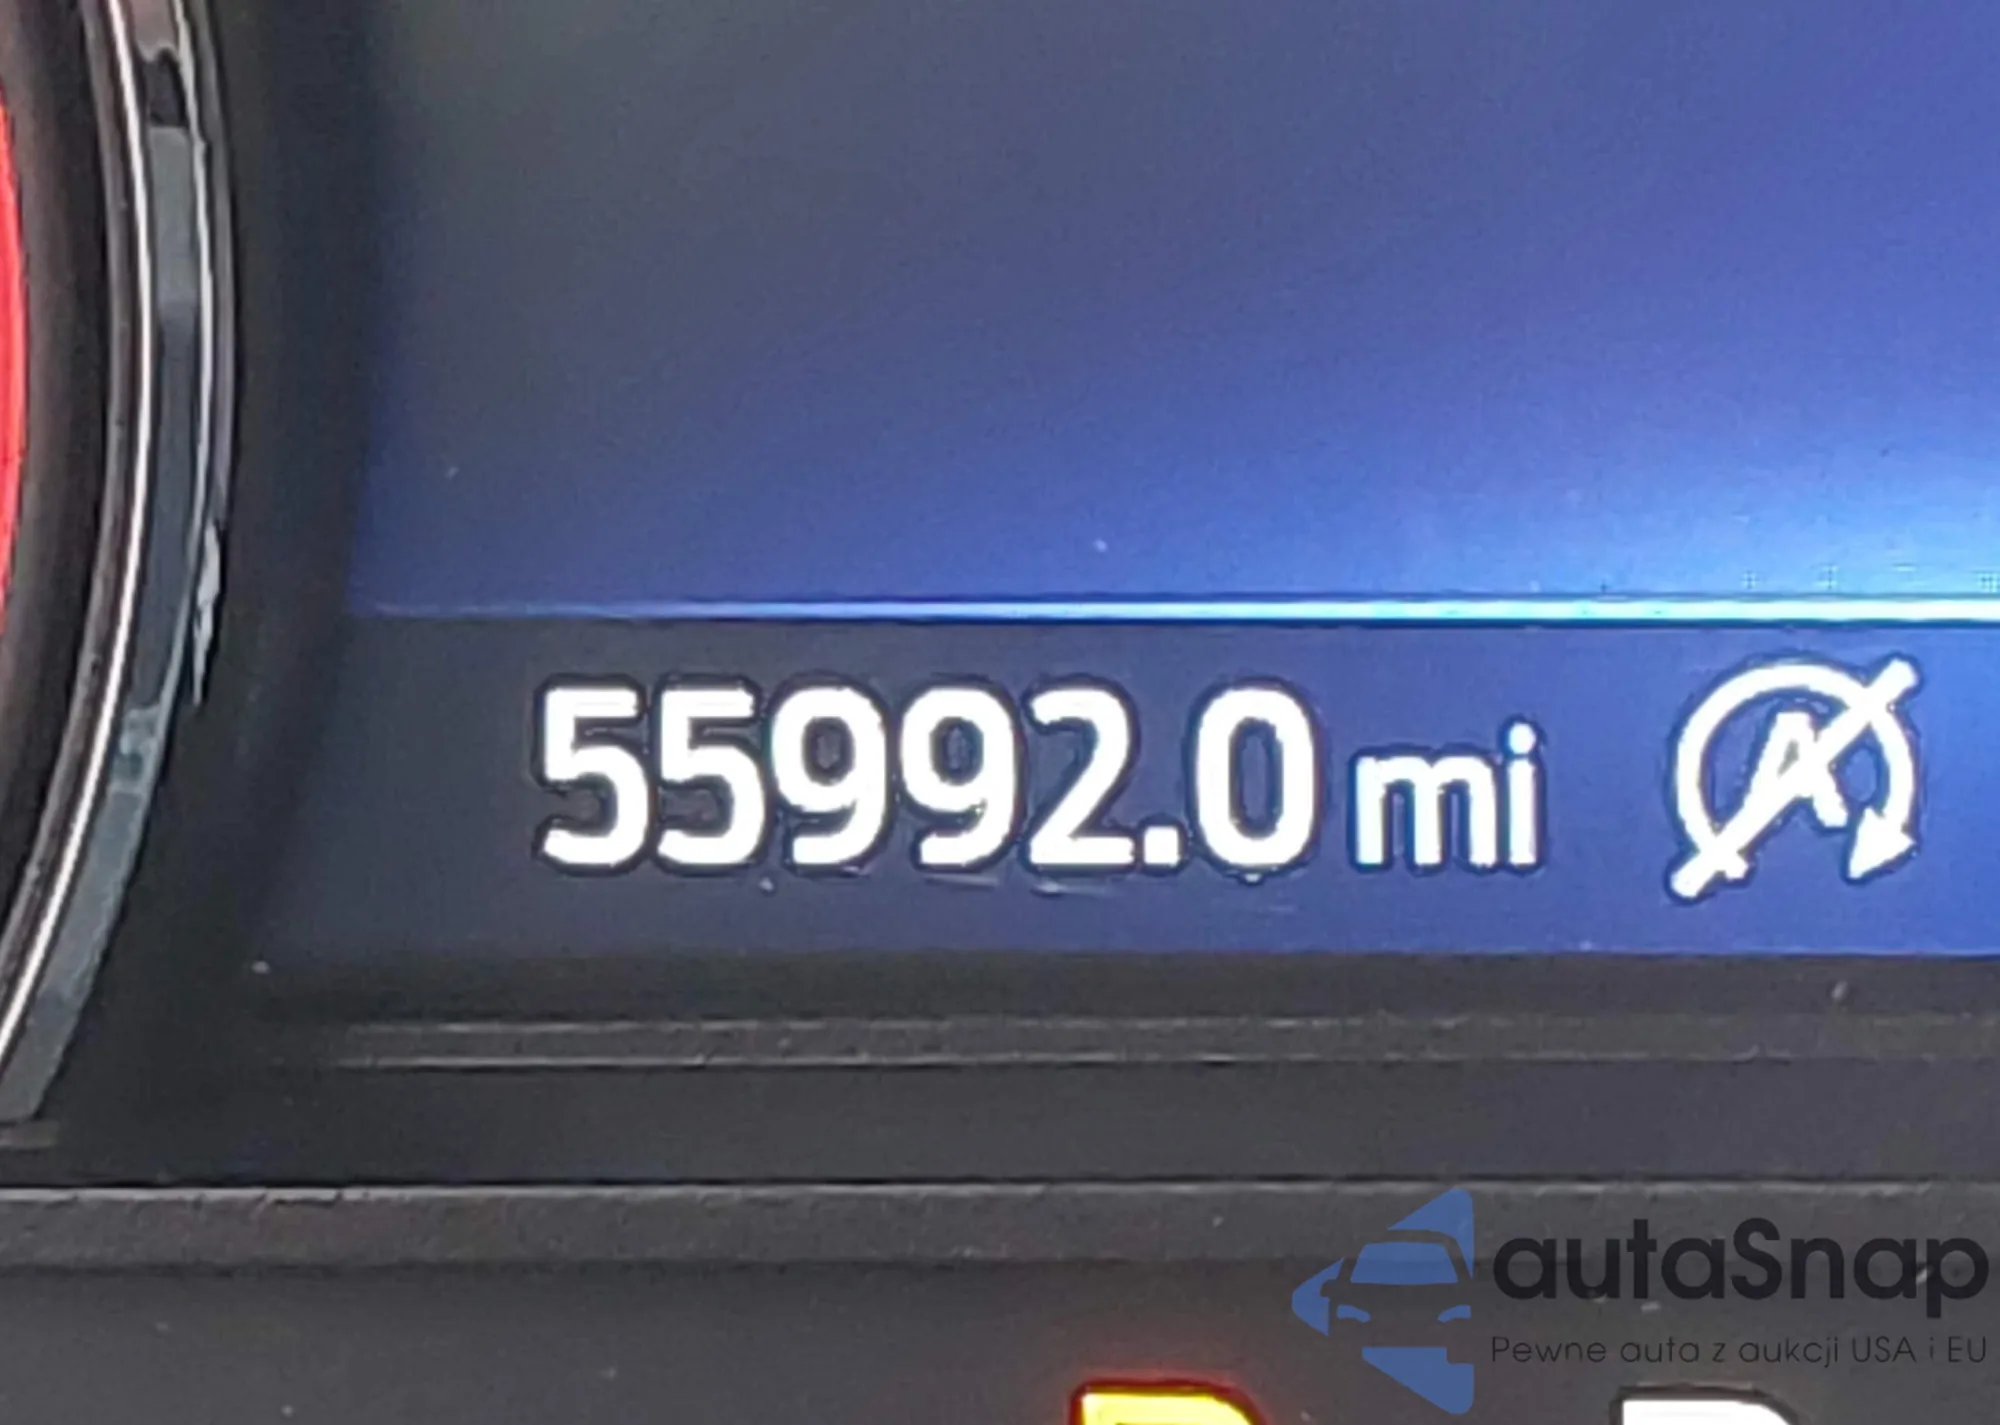 55992.0 mi
A
autaSnap
Pewne auta z aukcji USA i EU